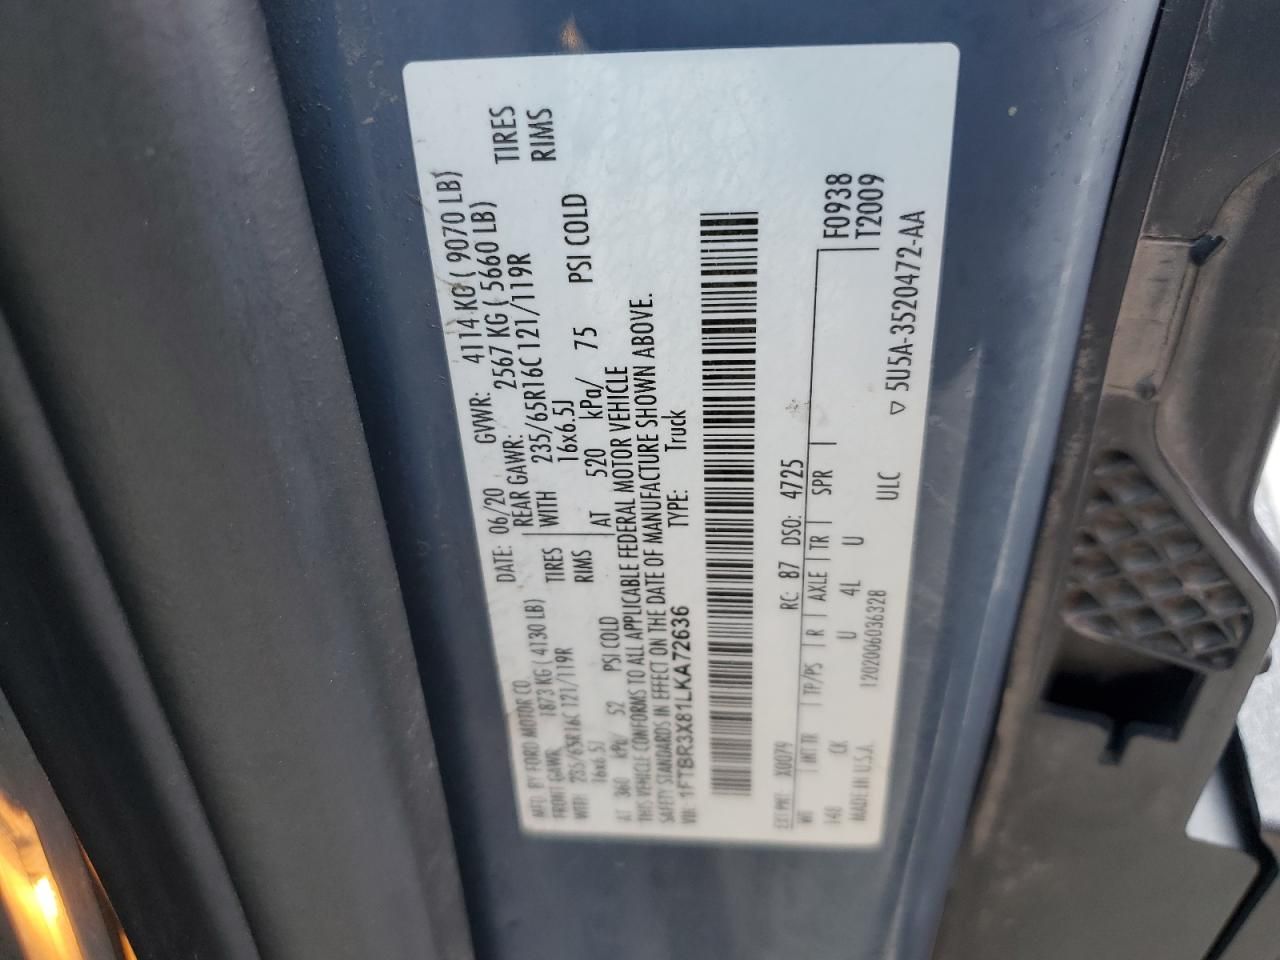 MFD. BY FORD MOTOR CO. DATE: 06/20 GVWR: 4114 KG ( 9070 LB)
FRONT GAWR: 1873 KG ( 4130 LB) REAR GAWR: 2567 KG ( 5660 LB)
WITH 235/65R16C 121/119R TIRES WITH 235/65R16C 121/119R TIRES
16x6.5J RIMS 16x6.5J RIMS
AT 360 kPa/ 52 PSI COLD AT 520 kPa/ 75 PSI COLD
THIS VEHICLE CONFORMS TO ALL APPLICABLE FEDERAL MOTOR VEHICLE
SAFETY STANDARDS IN EFFECT ON THE DATE OF MANUFACTURE SHOWN ABOVE.
VIN: 1FTBR3X81LKA72636 TYPE: Truck
EXT PNT: X0079 RC: 87 DSO: 4725
WB INT TR TP/PS R AXLE TR SPR F0938
148 CK U 4L U T2009
MADE IN U.S.A. 1202006036328 ULC ▽ 5U5A-3520472-AA